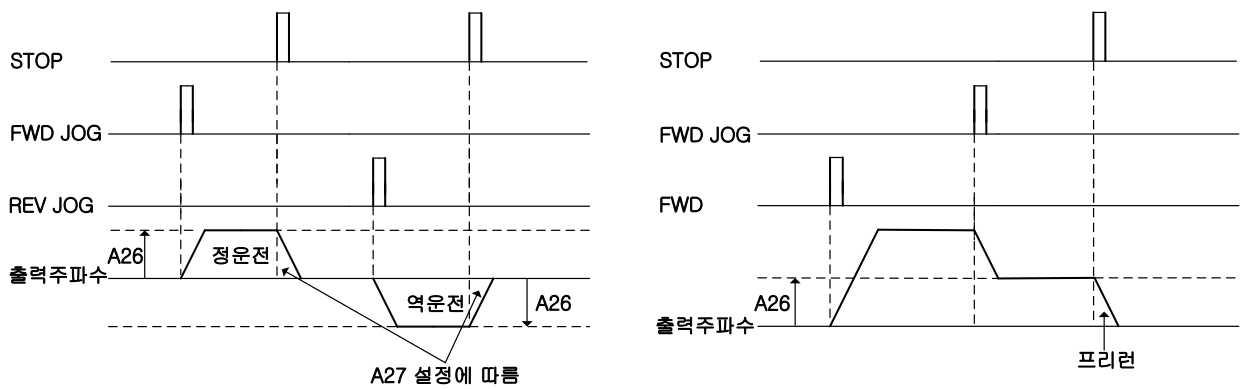 STOP
FWD JOG
REV JOG
A26
정운전
출력주파수
역운전
A26
A27 설정에 따름
STOP
FWD JOG
FWD
A26
출력주파수
프리런